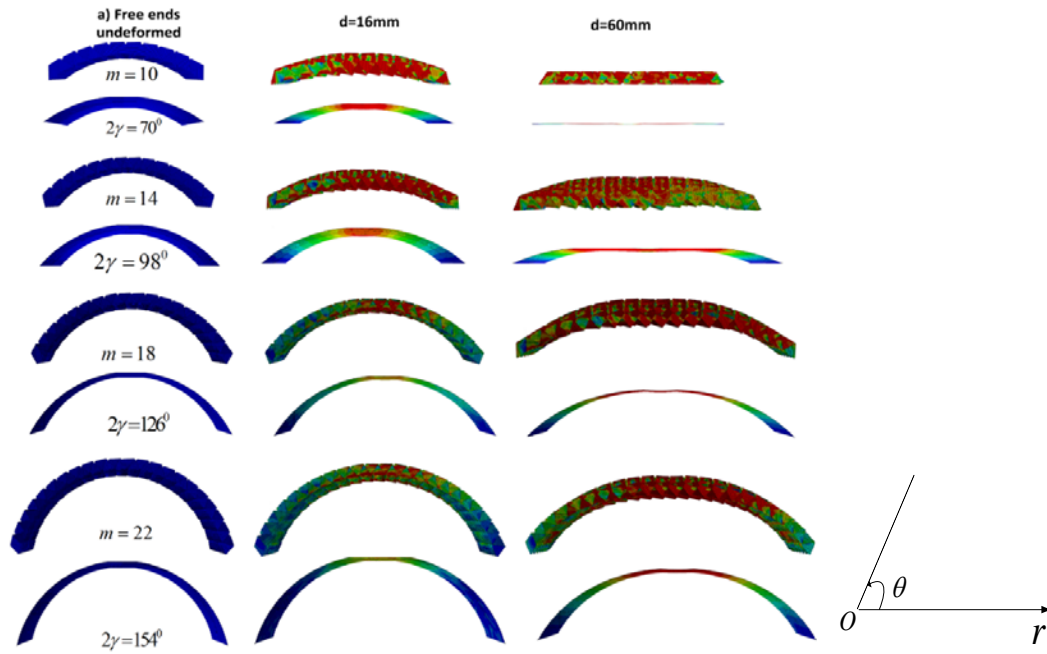 a) Free ends
undeformed
d=16mm
d=60mm
m = 10
2γ = 70⁰
m = 14
2γ = 98⁰
m = 18
2γ = 126⁰
m = 22
2γ = 154⁰
θ
O
r